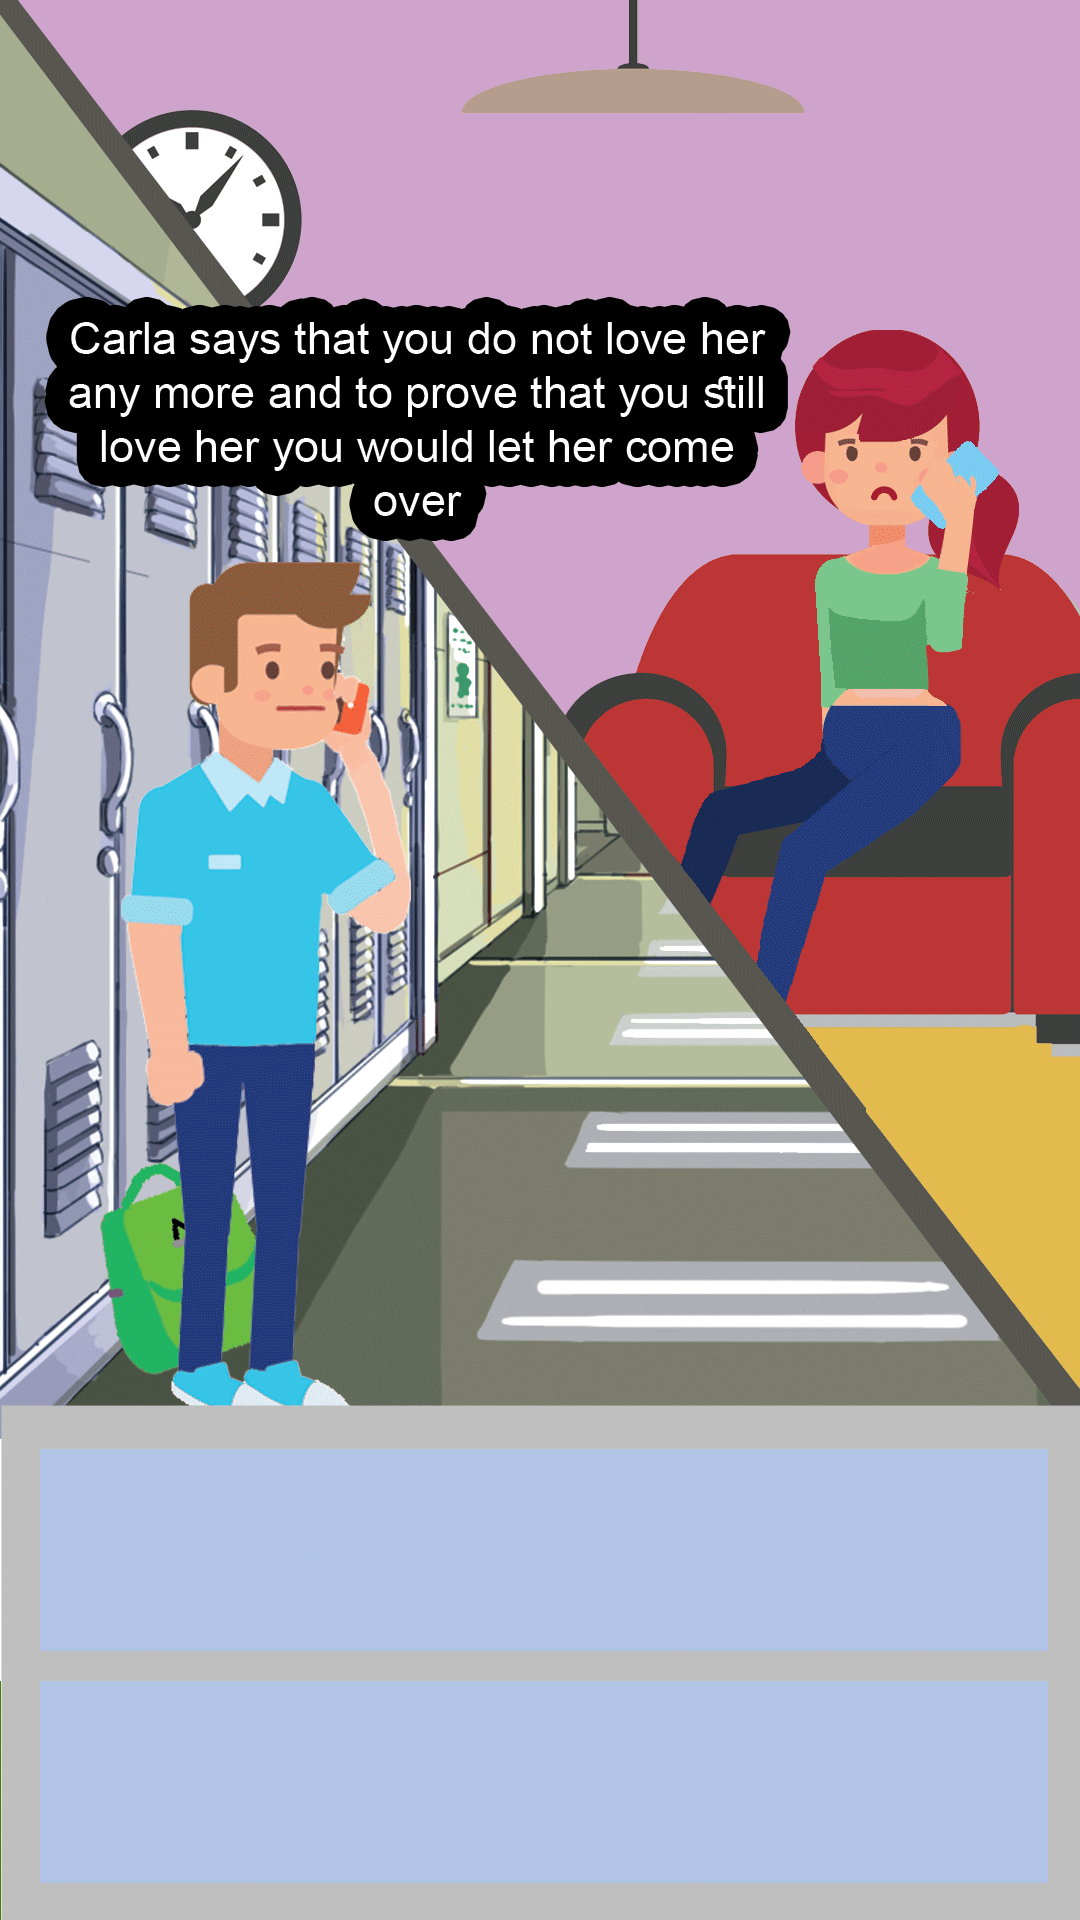 Carla says that you do not love her
any more and to prove that you still
love her you would let her come
over